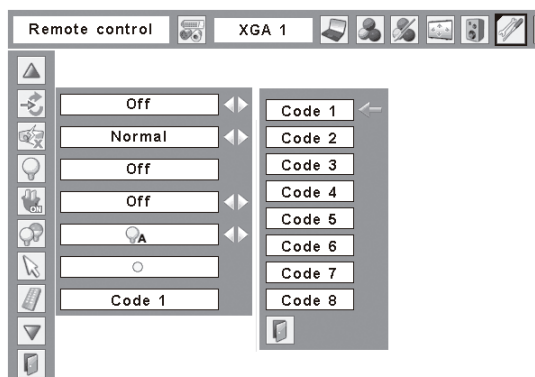 Remote control
XGA 1
Off
Normal
Off
Off
A
Code 1
ON
Code 1
Code 2
Code 3
Code 4
Code 5
Code 6
Code 7
Code 8